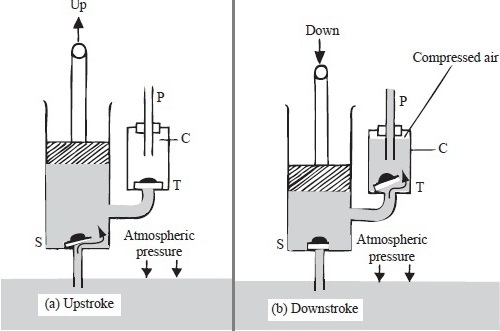 Up
P
C
T
S
Atmospheric
pressure
(a) Upstroke
Down
Compressed air
P
C
T
S
Atmospheric
pressure
(b) Downstroke